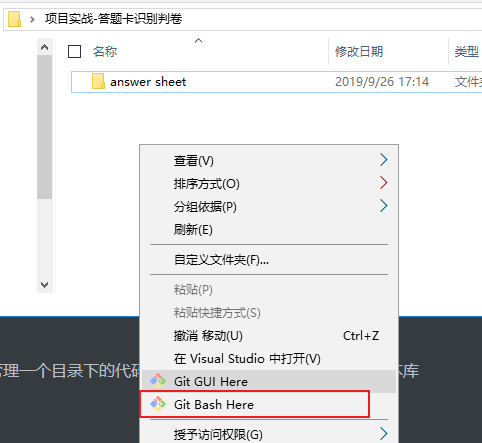 项目实战-答题卡识别判卷
名称 修改日期 类型
answer sheet 2019/9/26 17:14 文件夹
查看(V)
排序方式(O)
分组依据(P)
刷新(E)
自定义文件夹(F)...
粘贴(P)
粘贴快捷方式(S)
撤消 移动(U) Ctrl+Z
在 Visual Studio 中打开(V)
管理一个目录下的代码 库
Git GUI Here
Git Bash Here
授予访问权限(G)